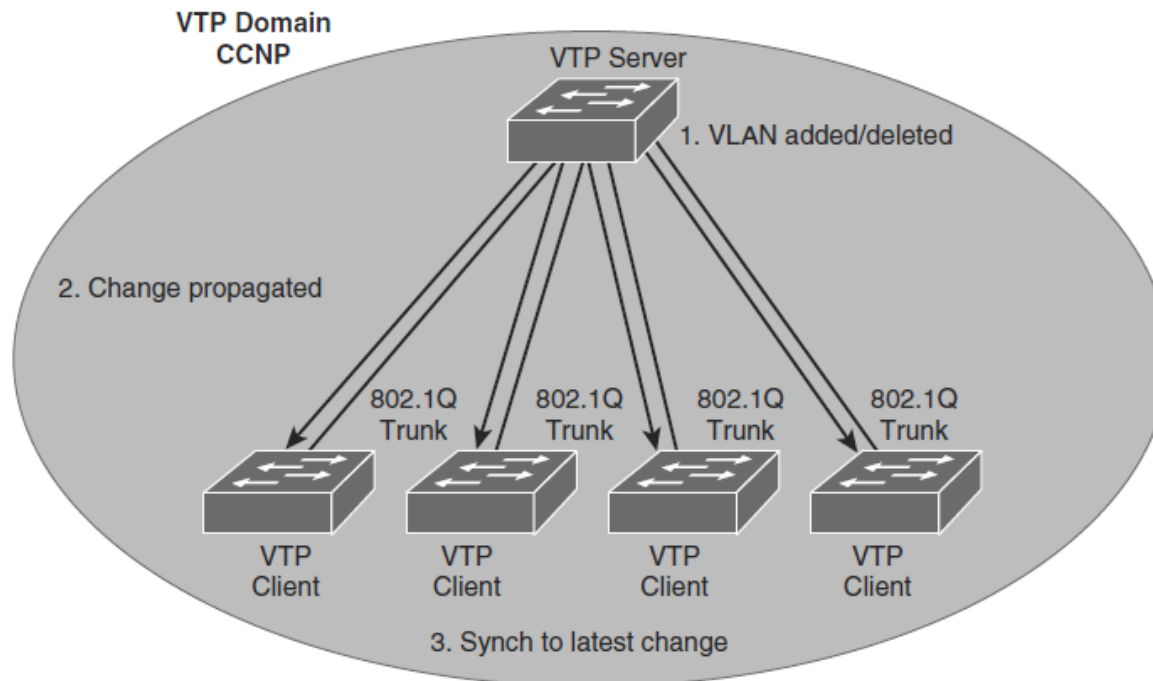 VTP Domain
CCNP
VTP Server
1. VLAN added/deleted
2. Change propagated
802.1Q
Trunk
802.1Q
Trunk
802.1Q
Trunk
802.1Q
Trunk
VTP
Client
VTP
Client
VTP
Client
VTP
Client
3. Synch to latest change